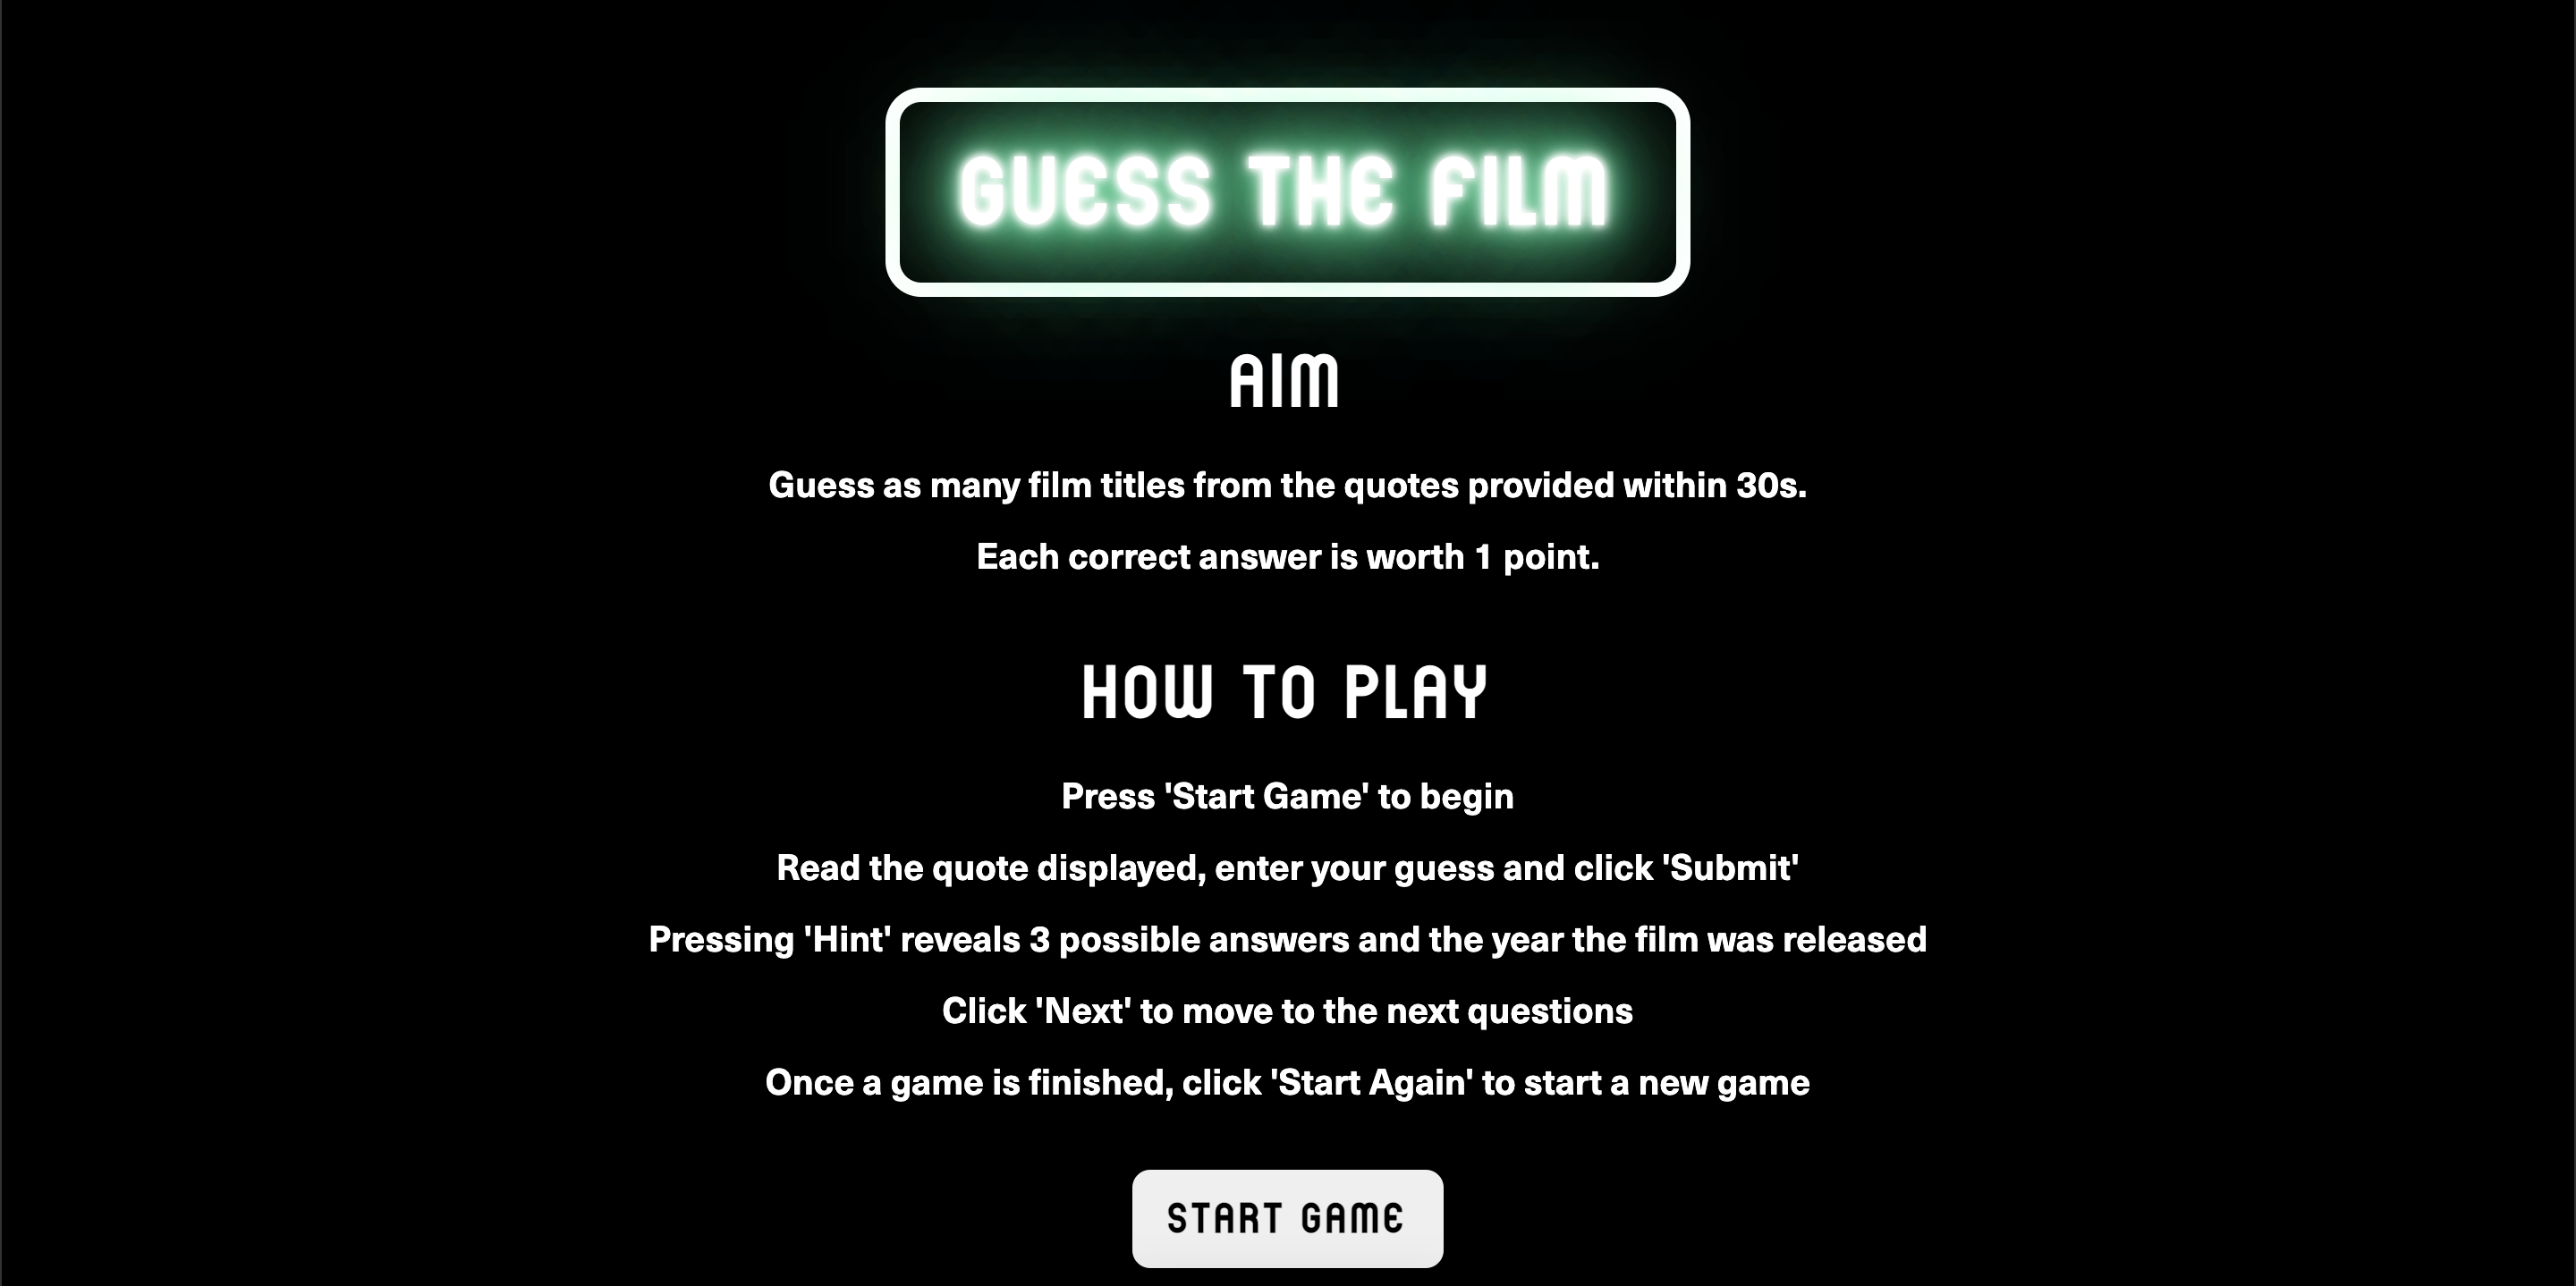 GUESS THE FILM
AIM
Guess as many film titles from the quotes provided within 30s.
Each correct answer is worth 1 point.
HOW TO PLAY
Press 'Start Game' to begin
Read the quote displayed, enter your guess and click 'Submit'
Pressing 'Hint' reveals 3 possible answers and the year the film was released
Click 'Next' to move to the next questions
Once a game is finished, click 'Start Again' to start a new game
START GAME